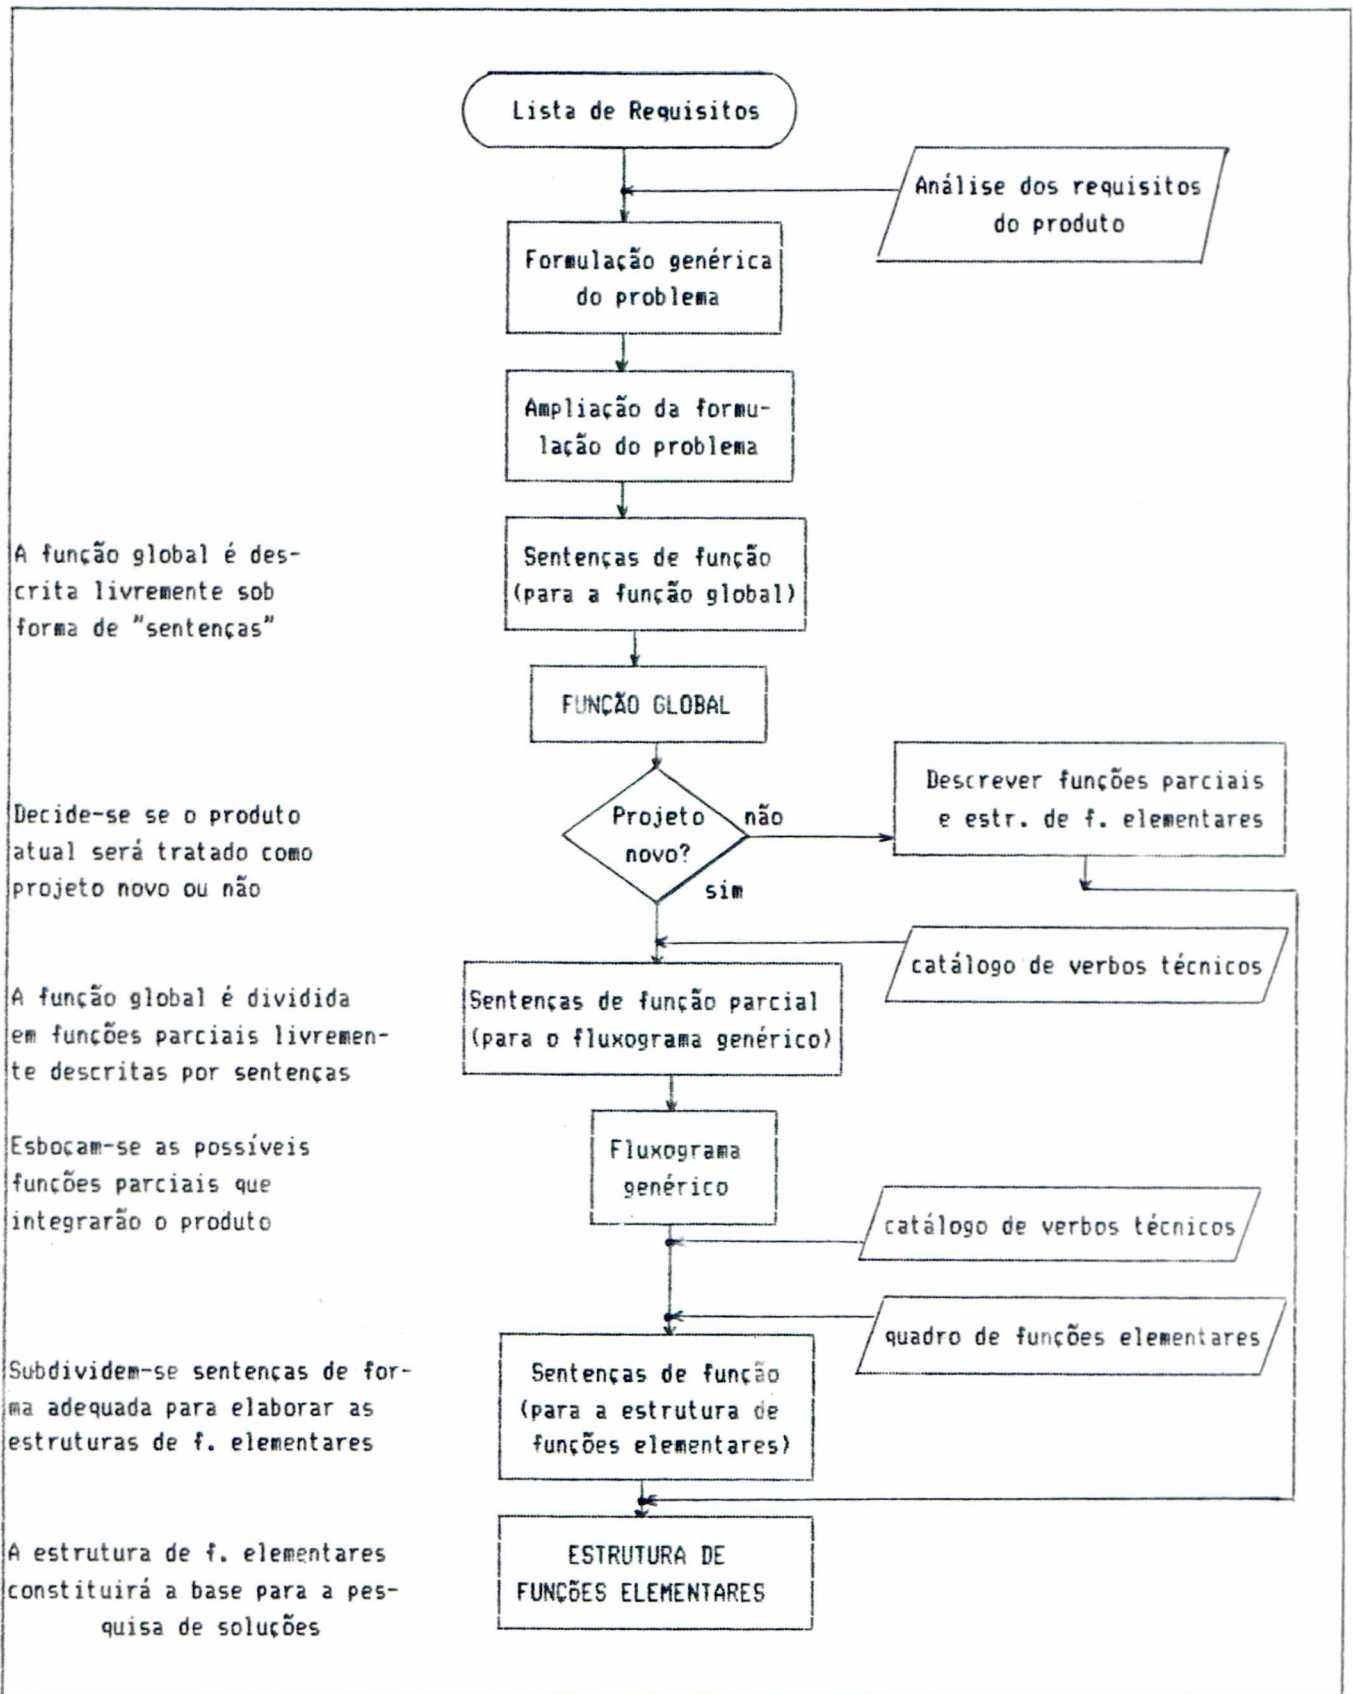 Lista de Requisitos
Análise dos requisitos
do produto
Formulação genérica
do problema
Ampliação da formu-
lação do problema
A função global é des-
crita livremente sob
forma de "sentenças"
Sentenças de função
(para a função global)
FUNÇÃO GLOBAL
Decide-se se o produto
atual será tratado como
projeto novo ou não
Projeto
novo?
não
sim
Descrever funções parciais
e estr. de f. elementares
catálogo de verbos técnicos
A função global é dividida
em funções parciais livremen-
te descritas por sentenças
Sentenças de função parcial
(para o fluxograma genérico)
Esboçam-se as possíveis
funções parciais que
integrarão o produto
Fluxograma
genérico
catálogo de verbos técnicos
quadro de funções elementares
Subdividem-se sentenças de for-
ma adequada para elaborar as
estruturas de f. elementares
Sentenças de função
(para a estrutura de
funções elementares)
A estrutura de f. elementares
constituirá a base para a pes-
quisa de soluções
ESTRUTURA DE
FUNÇõES ELEMENTARES